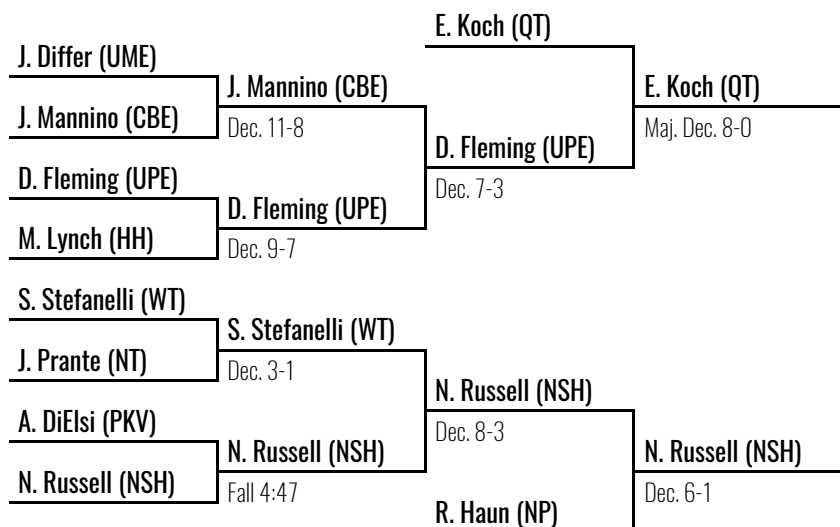 J. Differ (UME)
J. Mannino (CBE)
D. Fleming (UPE)
M. Lynch (HH)
S. Stefanelli (WT)
J. Prante (NT)
A. DiElsi (PKV)
N. Russell (NSH)
J. Mannino (CBE)
Dec. 11-8
D. Fleming (UPE)
Dec. 9-7
S. Stefanelli (WT)
Dec. 3-1
N. Russell (NSH)
Fall 4:47
E. Koch (QT)
D. Fleming (UPE)
Dec. 7-3
N. Russell (NSH)
Dec. 8-3
R. Haun (NP)
E. Koch (QT)
Maj. Dec. 8-0
N. Russell (NSH)
Dec. 6-1